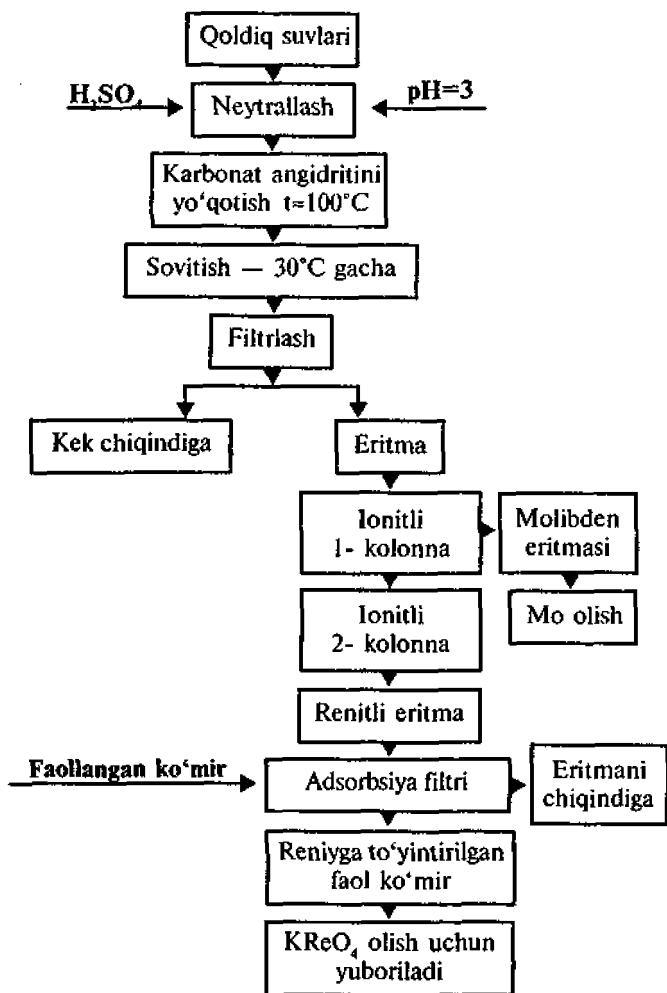 Qoldiq suvlari
H₂SO₄
Neytrallash
pH=3
Karbonat angidritini
yo‘qotish t=100°C
Sovitish — 30°C gacha
Filtrlash
Kek chiqindiga
Eritma
Ionitli
1- kolonna
Molibden
eritmasi
Ionitli
2- kolonna
Mo olish
Renitli eritma
Faollangan ko‘mir
Adsorbsiya filtri
Eritmani
chiqindiga
Reniyga to‘yintirilgan
faol ko‘mir
KReO₄ olish uchun
yuboriladi